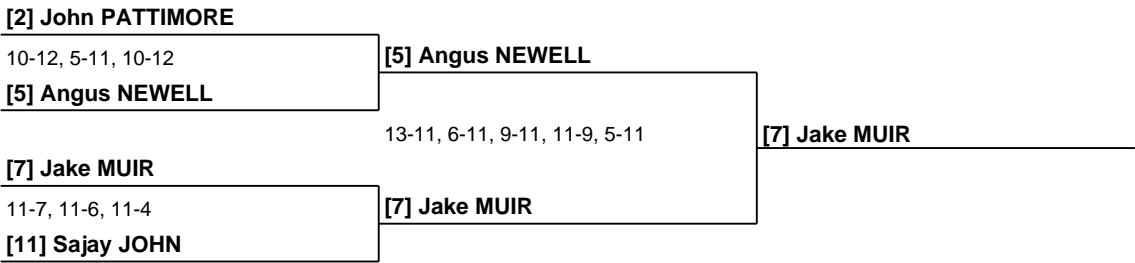 [2] John PATTIMORE
10-12, 5-11, 10-12
[5] Angus NEWELL
[5] Angus NEWELL
13-11, 6-11, 9-11, 11-9, 5-11
[7] Jake MUIR
[7] Jake MUIR
11-7, 11-6, 11-4
[7] Jake MUIR
[11] Sajay JOHN